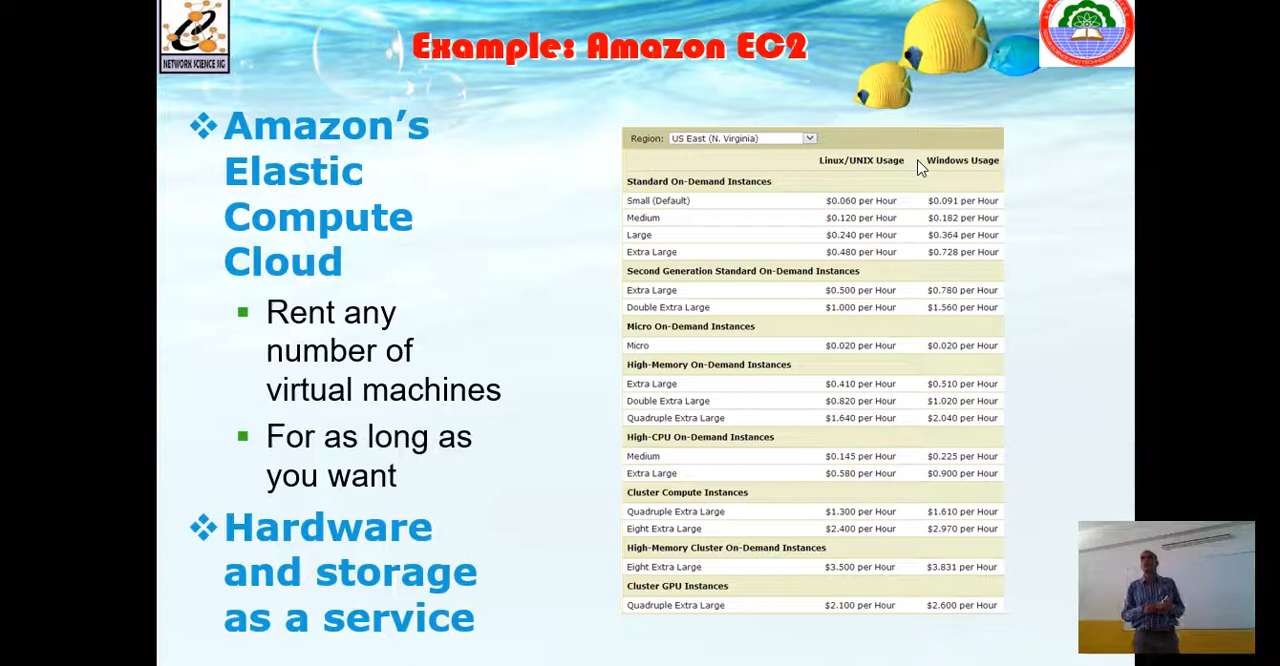 NETWORK SCIENCE SIG
Example: Amazon EC2
❖ Amazon's
Elastic
Compute
Cloud
▪ Rent any
number of
virtual machines
▪ For as long as
you want
❖ Hardware
and storage
as a service
Region: US East (N. Virginia)
Linux/UNIX Usage Windows Usage
Standard On-Demand Instances
Small (Default) $0.060 per Hour $0.091 per Hour
Medium $0.120 per Hour $0.182 per Hour
Large $0.240 per Hour $0.364 per Hour
Extra Large $0.480 per Hour $0.728 per Hour
Second Generation Standard On-Demand Instances
Extra Large $0.500 per Hour $0.780 per Hour
Double Extra Large $1.000 per Hour $1.560 per Hour
Micro On-Demand Instances
Micro $0.020 per Hour $0.020 per Hour
High-Memory On-Demand Instances
Extra Large $0.410 per Hour $0.510 per Hour
Double Extra Large $0.820 per Hour $1.020 per Hour
Quadruple Extra Large $1.640 per Hour $2.040 per Hour
High-CPU On-Demand Instances
Medium $0.145 per Hour $0.225 per Hour
Extra Large $0.580 per Hour $0.900 per Hour
Cluster Compute Instances
Quadruple Extra Large $1.300 per Hour $1.610 per Hour
Eight Extra Large $2.400 per Hour $2.970 per Hour
High-Memory Cluster On-Demand Instances
Eight Extra Large $3.500 per Hour $3.831 per Hour
Cluster GPU Instances
Quadruple Extra Large $2.100 per Hour $2.600 per Hour